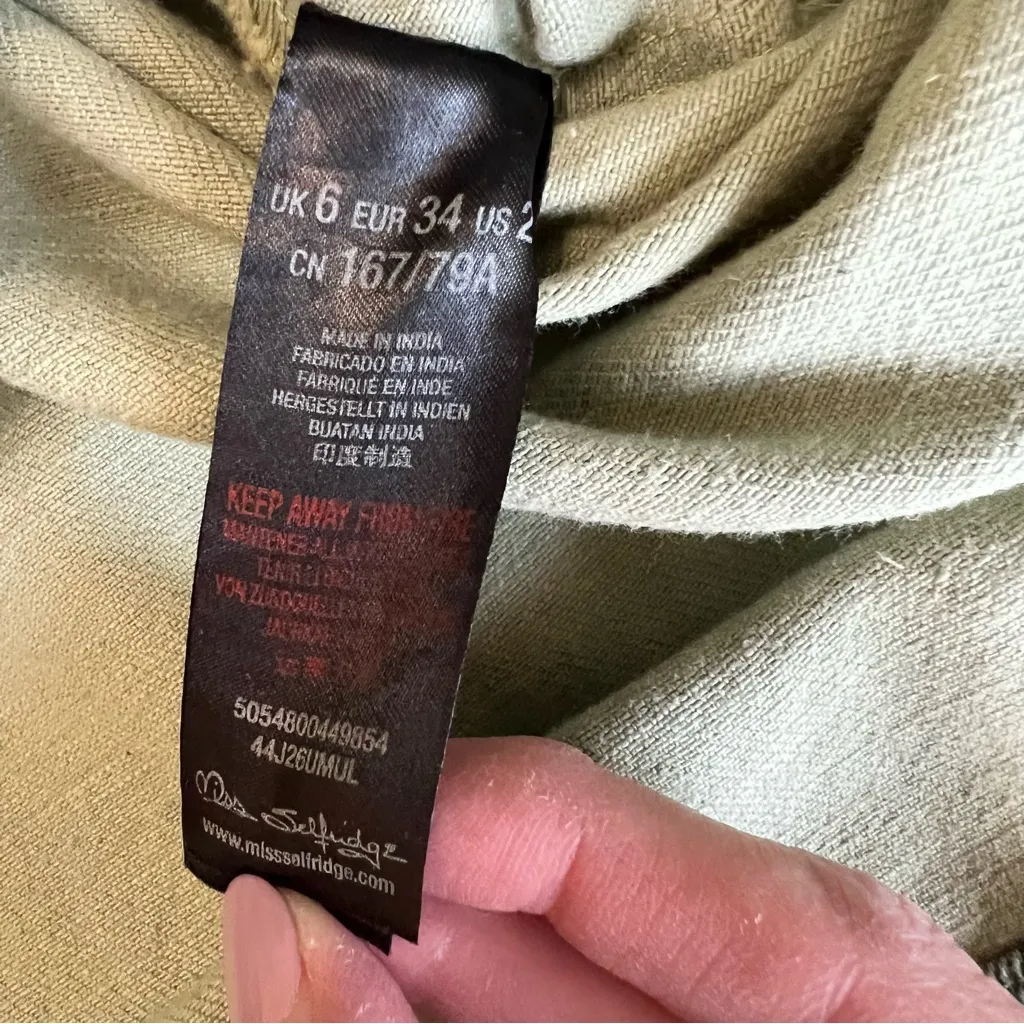 UK 6 EUR 34 US 2
CN 167/79A
MADE IN INDIA
FABRICADO EN INDIA
FABRIQUÉ EN INDE
HERGESTELLT IN INDIEN
BUATAN INDIA
印度制造
KEEP AWAY FROM FIRE
5054800449854
44J26UMUL
Miss Selfridge
www.missselfridge.com